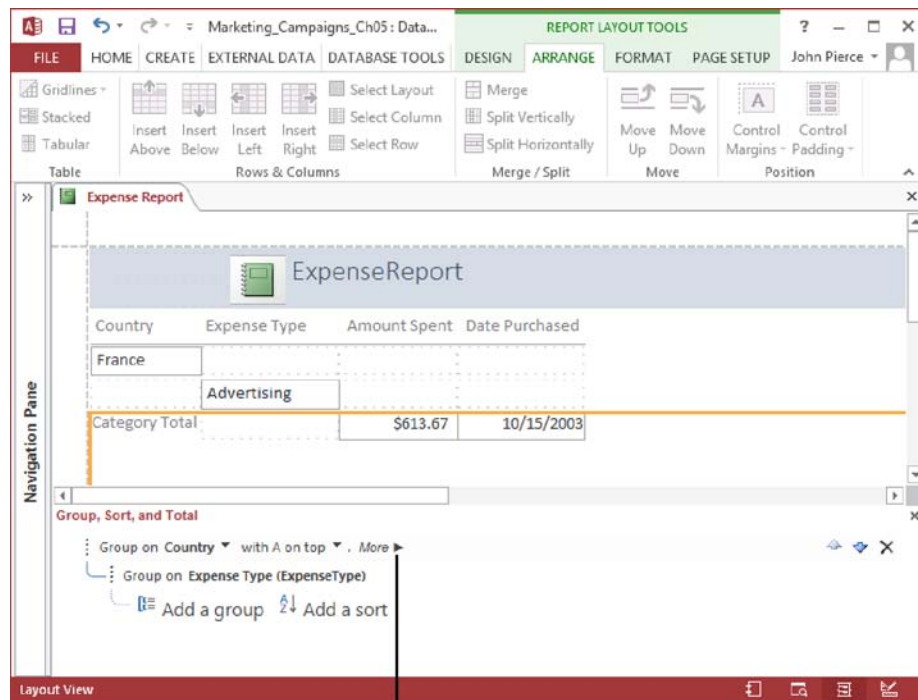 Marketing_Campaigns_Ch05 : Data...
REPORT LAYOUT TOOLS
?
FILE HOME CREATE EXTERNAL DATA DATABASE TOOLS DESIGN ARRANGE FORMAT PAGE SETUP John Pierce
Gridlines
Stacked
Tabular
Table
Insert Above
Insert Below
Insert Left
Insert Right
Select Layout
Select Column
Select Row
Rows & Columns
Merge
Split Vertically
Split Horizontally
Merge / Split
Move Up
Move Down
Move
Control Margins
Control Padding
Position
Expense Report
Navigation Pane
ExpenseReport
Country Expense Type Amount Spent Date Purchased
France
Advertising
Category Total $613.67 10/15/2003
Group, Sort, and Total
Group on Country with A on top , More
Group on Expense Type (ExpenseType)
Add a group Add a sort
Layout View